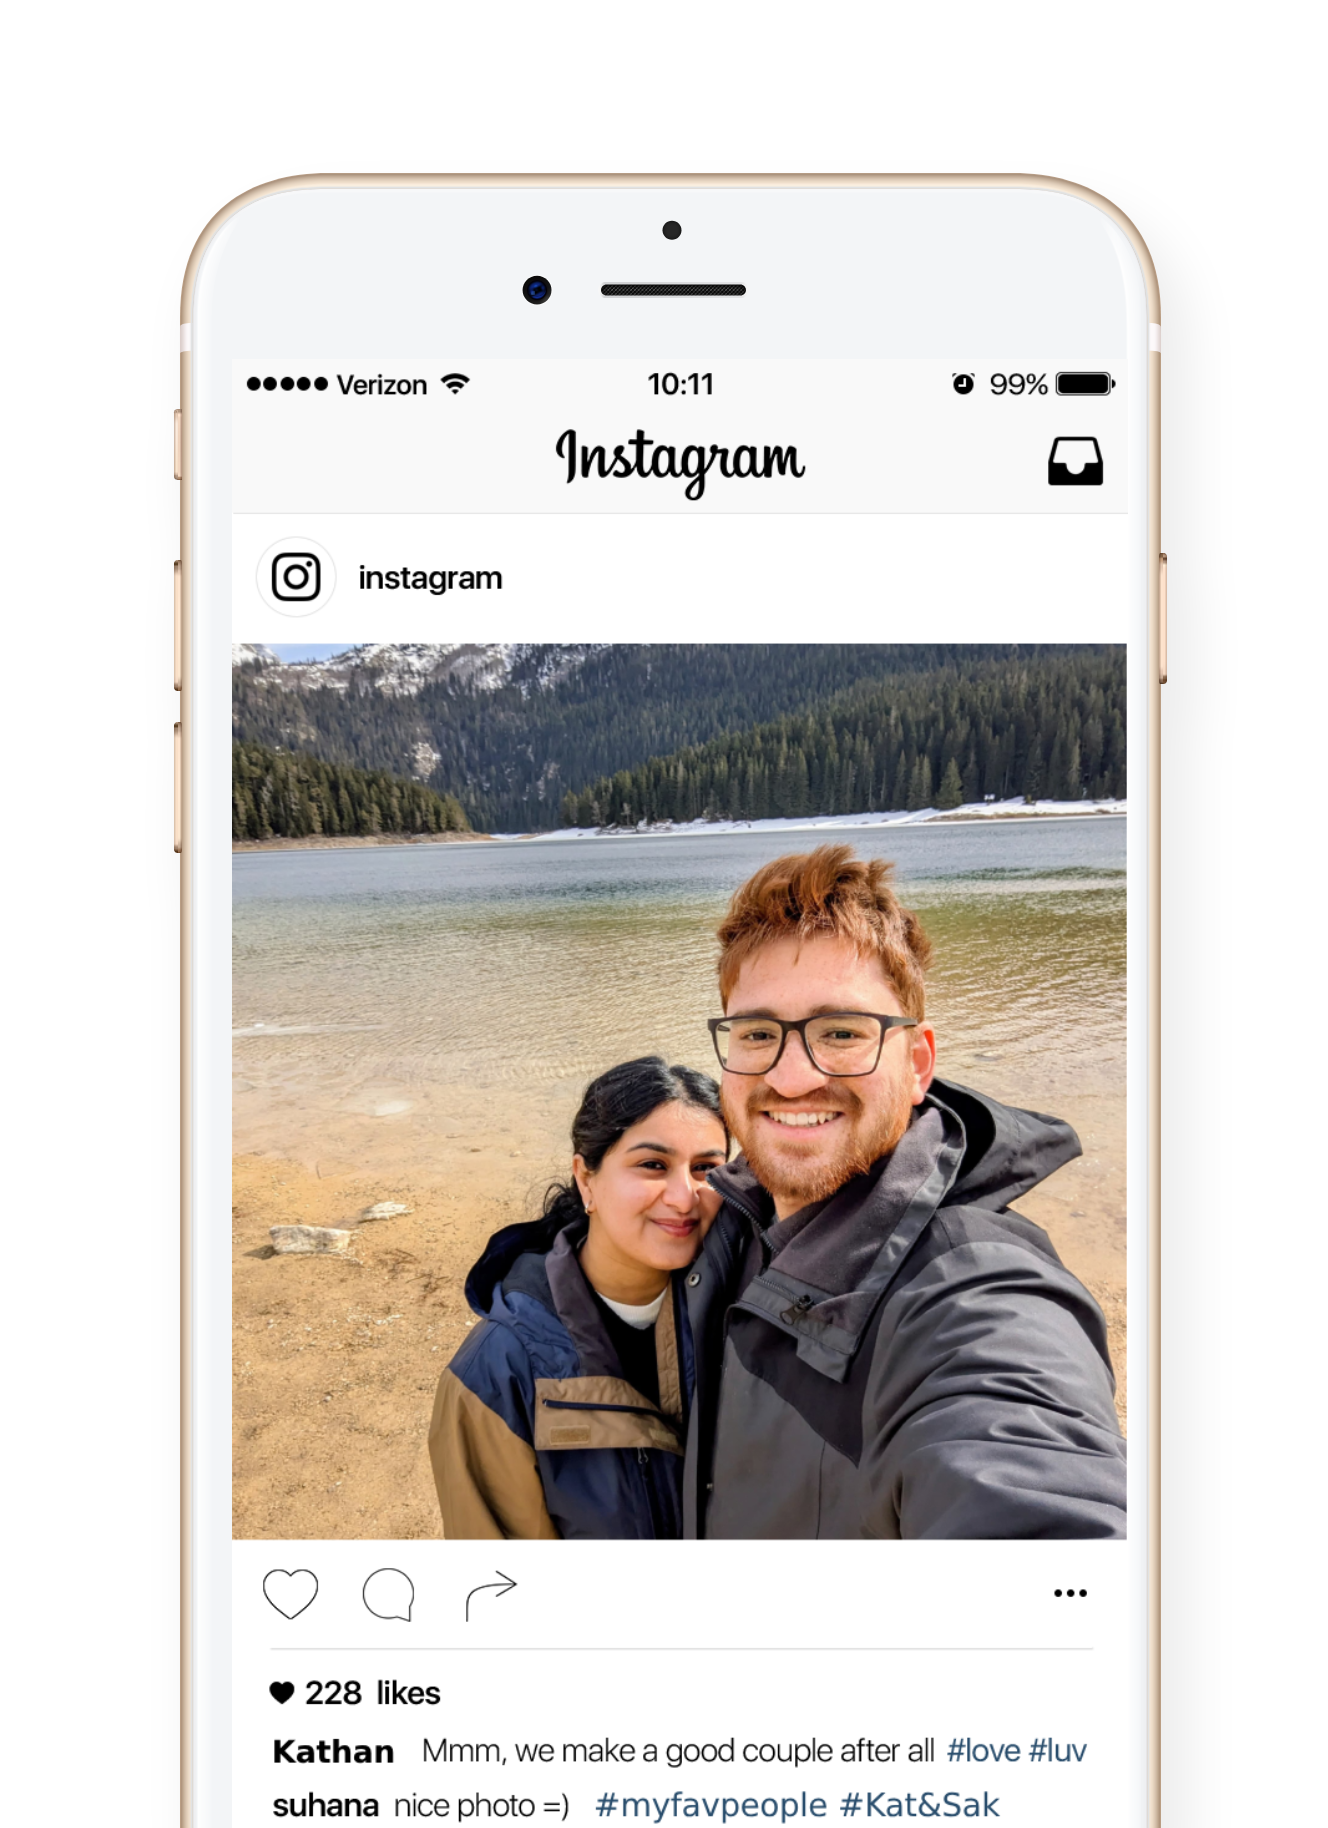 Verizon 10:11 99%
Instagram
instagram
228 likes
Kathan Mmm, we make a good couple after all #love #luv
suhana nice photo =) #myfavpeople #Kat&Sak